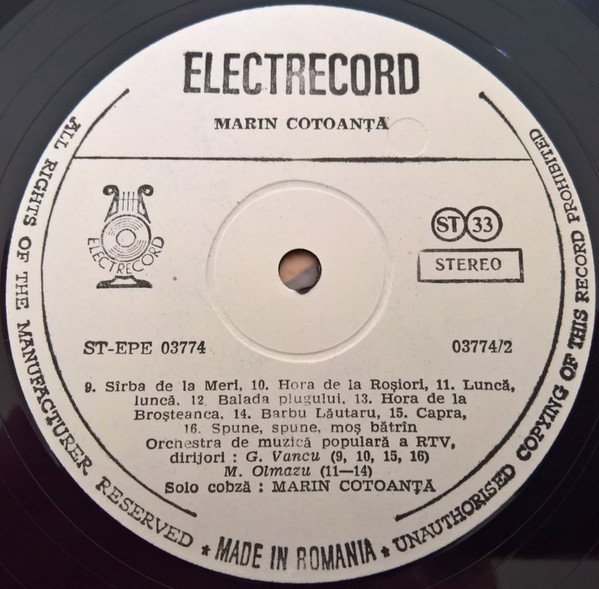 ELECTRECORD
MARIN COTOANȚA
ELECTRECORD
ST 33
STEREO
ST-EPE 03774
03774/2
9. Sîrba de la Meri, 10. Hora de la Roșiori, 11. Luncă,
luncă, 12. Balada plugului, 13. Hora de la
Broșteanca, 14. Barbu Lăutaru, 15. Capra,
16. Spune, spune, moș bătrîn
Orchestra de muzică populară a RTV,
dirijori : G. Vancu (9, 10, 15, 16)
M. Olmazu (11—14)
Solo cobză : MARIN COTOANȚA
ALL RIGHTS OF THE MANUFACTURER RESERVED ★ MADE IN ROMANIA ★ UNAUTHORISED COPYING OF THIS RECORD PROHIBITED